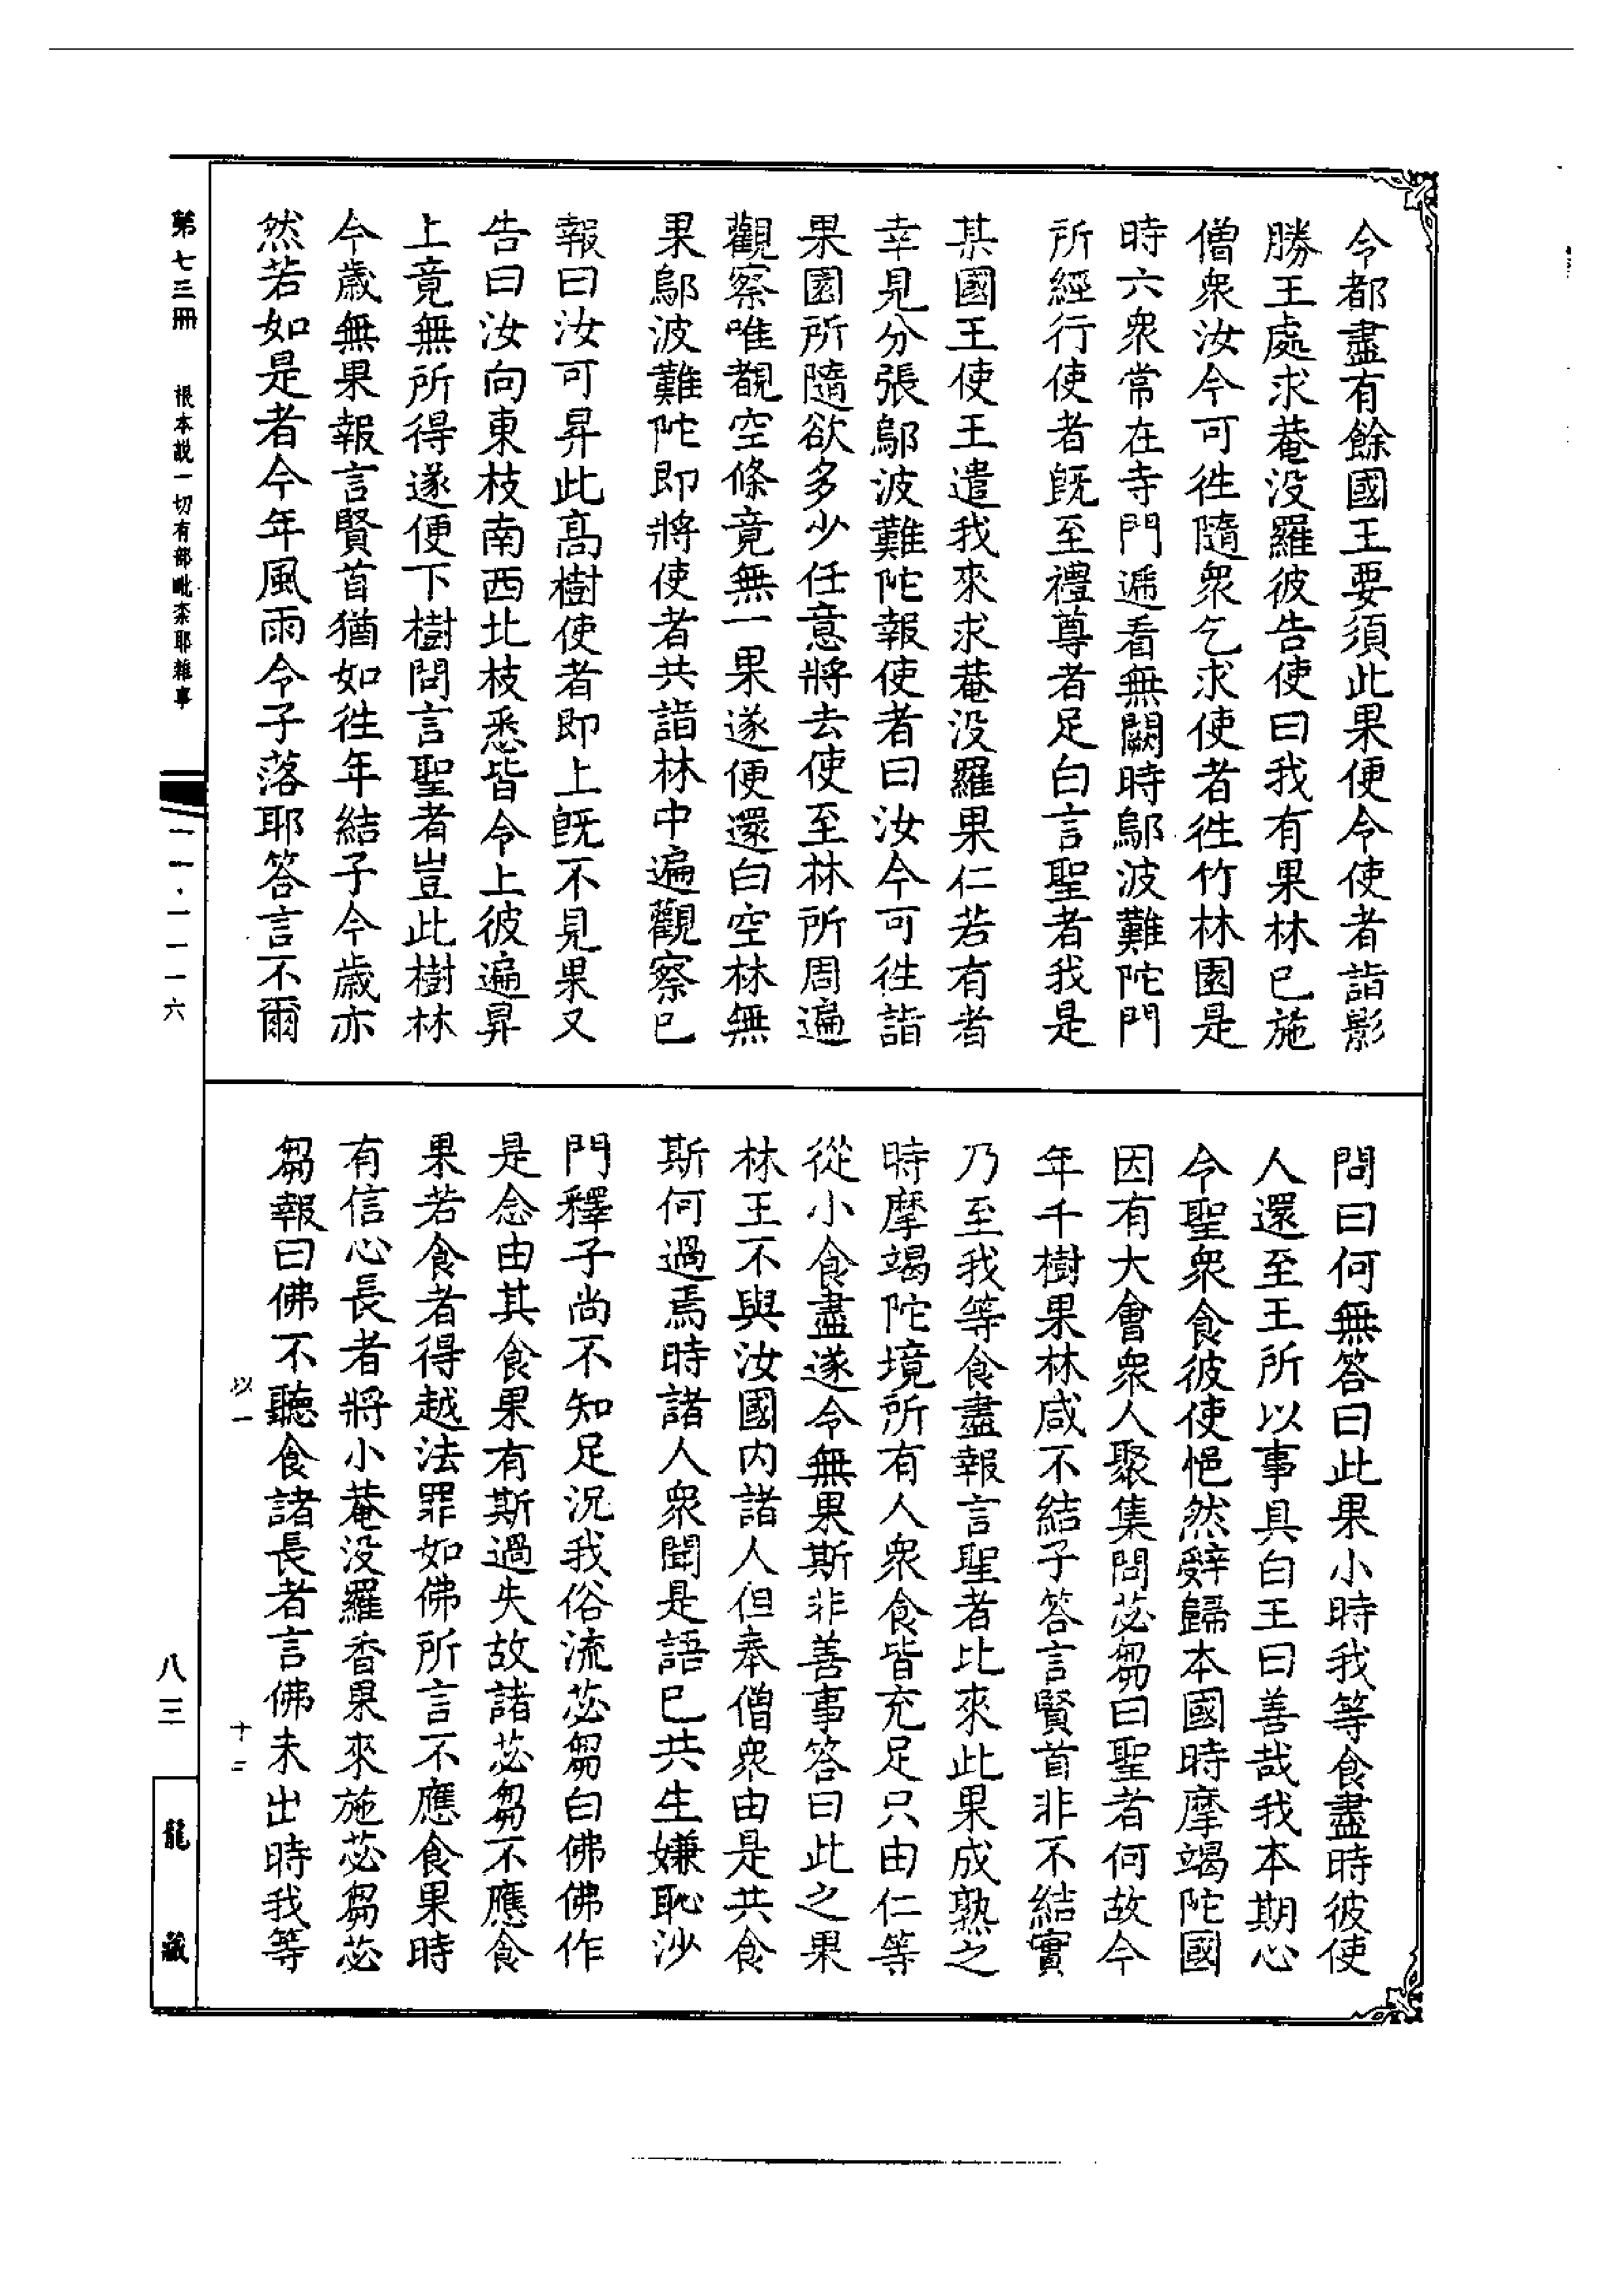 今都盡有餘國王要須此果便令使者詣影
勝王處求菴没羅彼告使曰我有果林已施
僧衆汝今可往隨衆乞求使者往竹林園是
時六衆常在寺門遞看無闕時鄔波難陀門
所經行使者既至禮尊者足白言聖者我是
某國王使王遣我來求菴没羅果仁若有者
幸見分張鄔波難陀報使者曰汝今可往詣
果園所隨欲多少任意將去使至林所周遍
觀察唯覩空條竟無一果遂便還白空林無
果鄔波難陀即將使者共詣林中遍觀察已
報曰汝可昇此高樹使者即上既不見果又
告曰汝向東枝南西北枝悉皆令上彼遍昇
上竟無所得遂便下樹問言聖者豈此樹林
今歲無果報言賢首猶如往年結子今歲亦
然若如是者今年風雨令子落耶答言不爾
問曰何無答曰此果小時我等食盡時彼使
人還至王所以事具白王曰善哉我本期心
令聖衆食彼使悒然辭歸本國時摩竭陀國
因有大會衆人聚集問苾芻曰聖者何故今
年千樹果林咸不結子答言賢首非不結實
乃至我等食盡報言聖者比來此果成熟之
時摩竭陀境所有人衆食皆充足只由仁等
從小食盡遂令無果斯非善事答曰此之果
林王不與汝國内諸人但奉僧衆由是共食
斯何過焉時諸人衆聞是語已共生嫌恥沙
門釋子尚不知足況我俗流苾芻白佛佛作
是念由其食果有斯過失故諸苾芻不應食
果若食者得越法罪如佛所言不應食果時
有信心長者將小菴没羅香果來施苾芻苾
芻報曰佛不聽食諸長者言佛未出時我等
以一
十二
第七三冊　根本說一切有部毗柰耶雜事
一一·一一一六
八三
龍藏